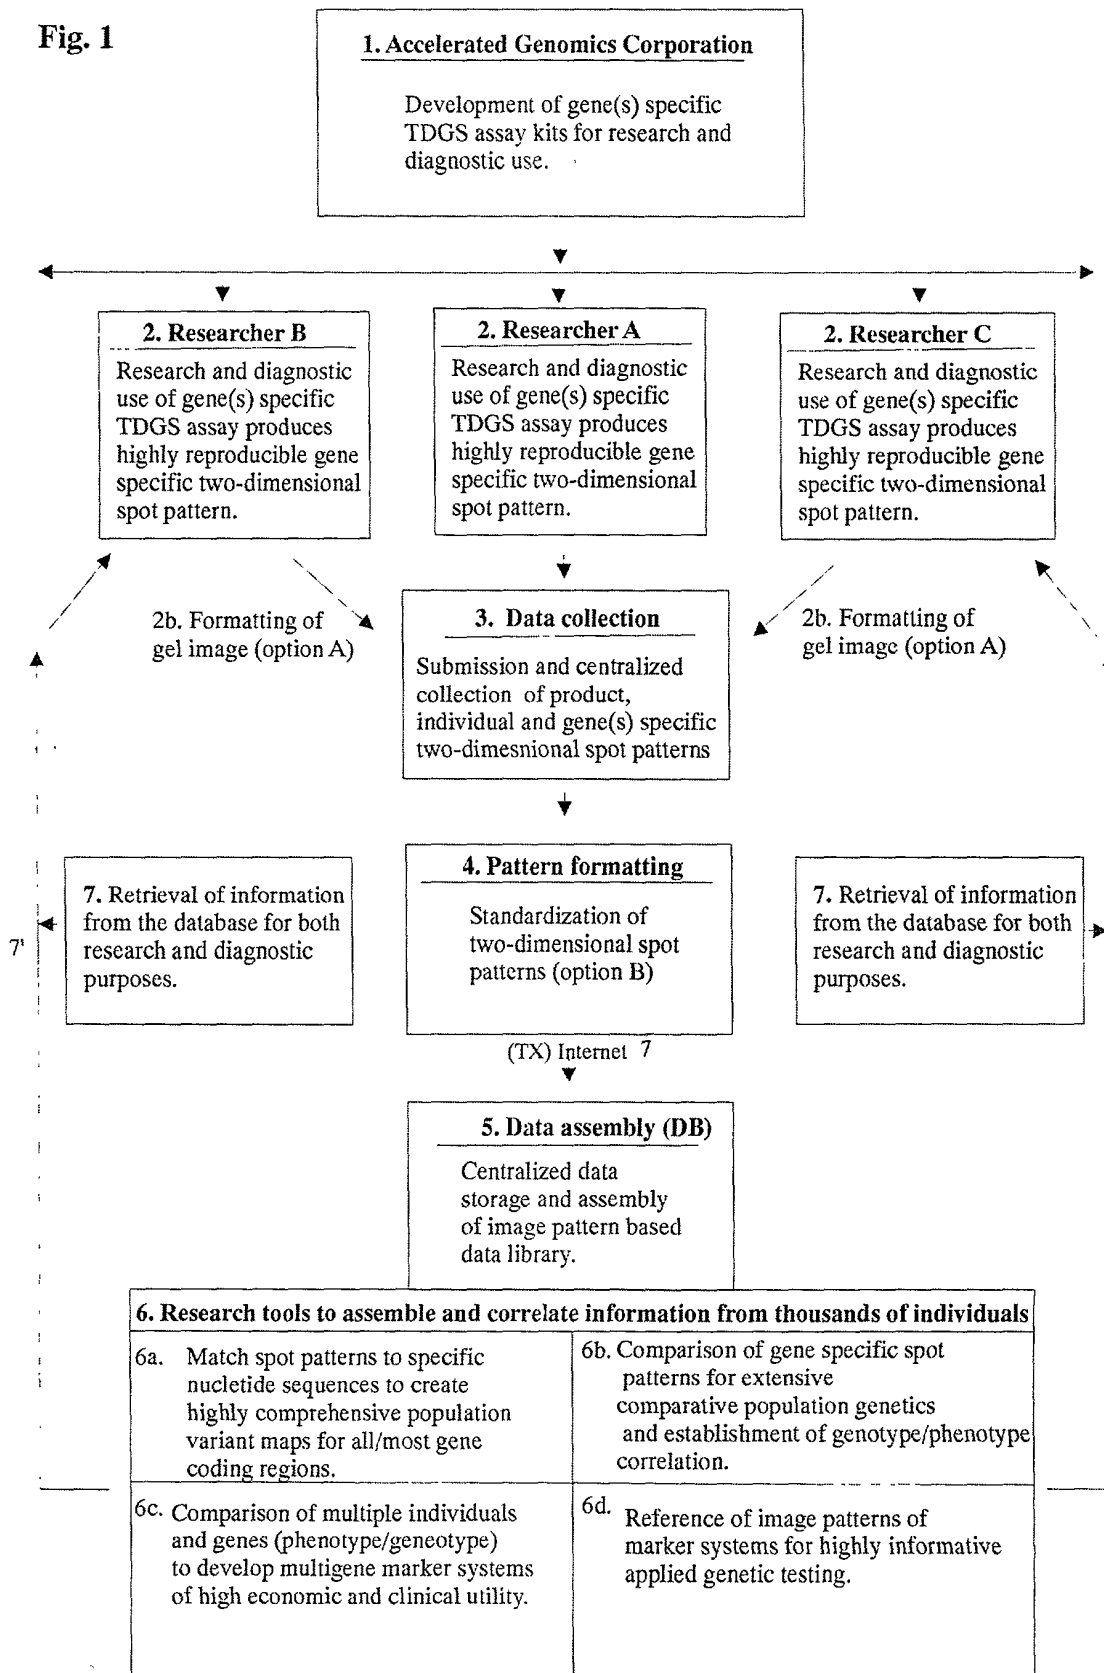 Fig. 1
1. Accelerated Genomics Corporation
Development of gene(s) specific
TDGS assay kits for research and
diagnostic use.
2. Researcher B
Research and diagnostic
use of gene(s) specific
TDGS assay produces
highly reproducible gene
specific two-dimensional
spot pattern.
2. Researcher A
Research and diagnostic
use of gene(s) specific
TDGS assay produces
highly reproducible gene
specific two-dimensional
spot pattern.
2. Researcher C
Research and diagnostic
use of gene(s) specific
TDGS assay produces
highly reproducible gene
specific two-dimensional
spot pattern.
2b. Formatting of
gel image (option A)
3. Data collection
Submission and centralized
collection of product,
individual and gene(s) specific
two-dimesnional spot patterns
2b. Formatting of
gel image (option A)
7. Retrieval of information
from the database for both
research and diagnostic
purposes.
7'
4. Pattern formatting
Standardization of
two-dimensional spot
patterns (option B)
7. Retrieval of information
from the database for both
research and diagnostic
purposes.
(TX) Internet 7
5. Data assembly (DB)
Centralized data
storage and assembly
of image pattern based
data library.
6. Research tools to assemble and correlate information from thousands of individuals
6a. Match spot patterns to specific
nucletide sequences to create
highly comprehensive population
variant maps for all/most gene
coding regions.
6b. Comparison of gene specific spot
patterns for extensive
comparative population genetics
and establishment of genotype/phenotype
correlation.
6c. Comparison of multiple individuals
and genes (phenotype/geneotype)
to develop multigene marker systems
of high economic and clinical utility.
6d. Reference of image patterns of
marker systems for highly informative
applied genetic testing.